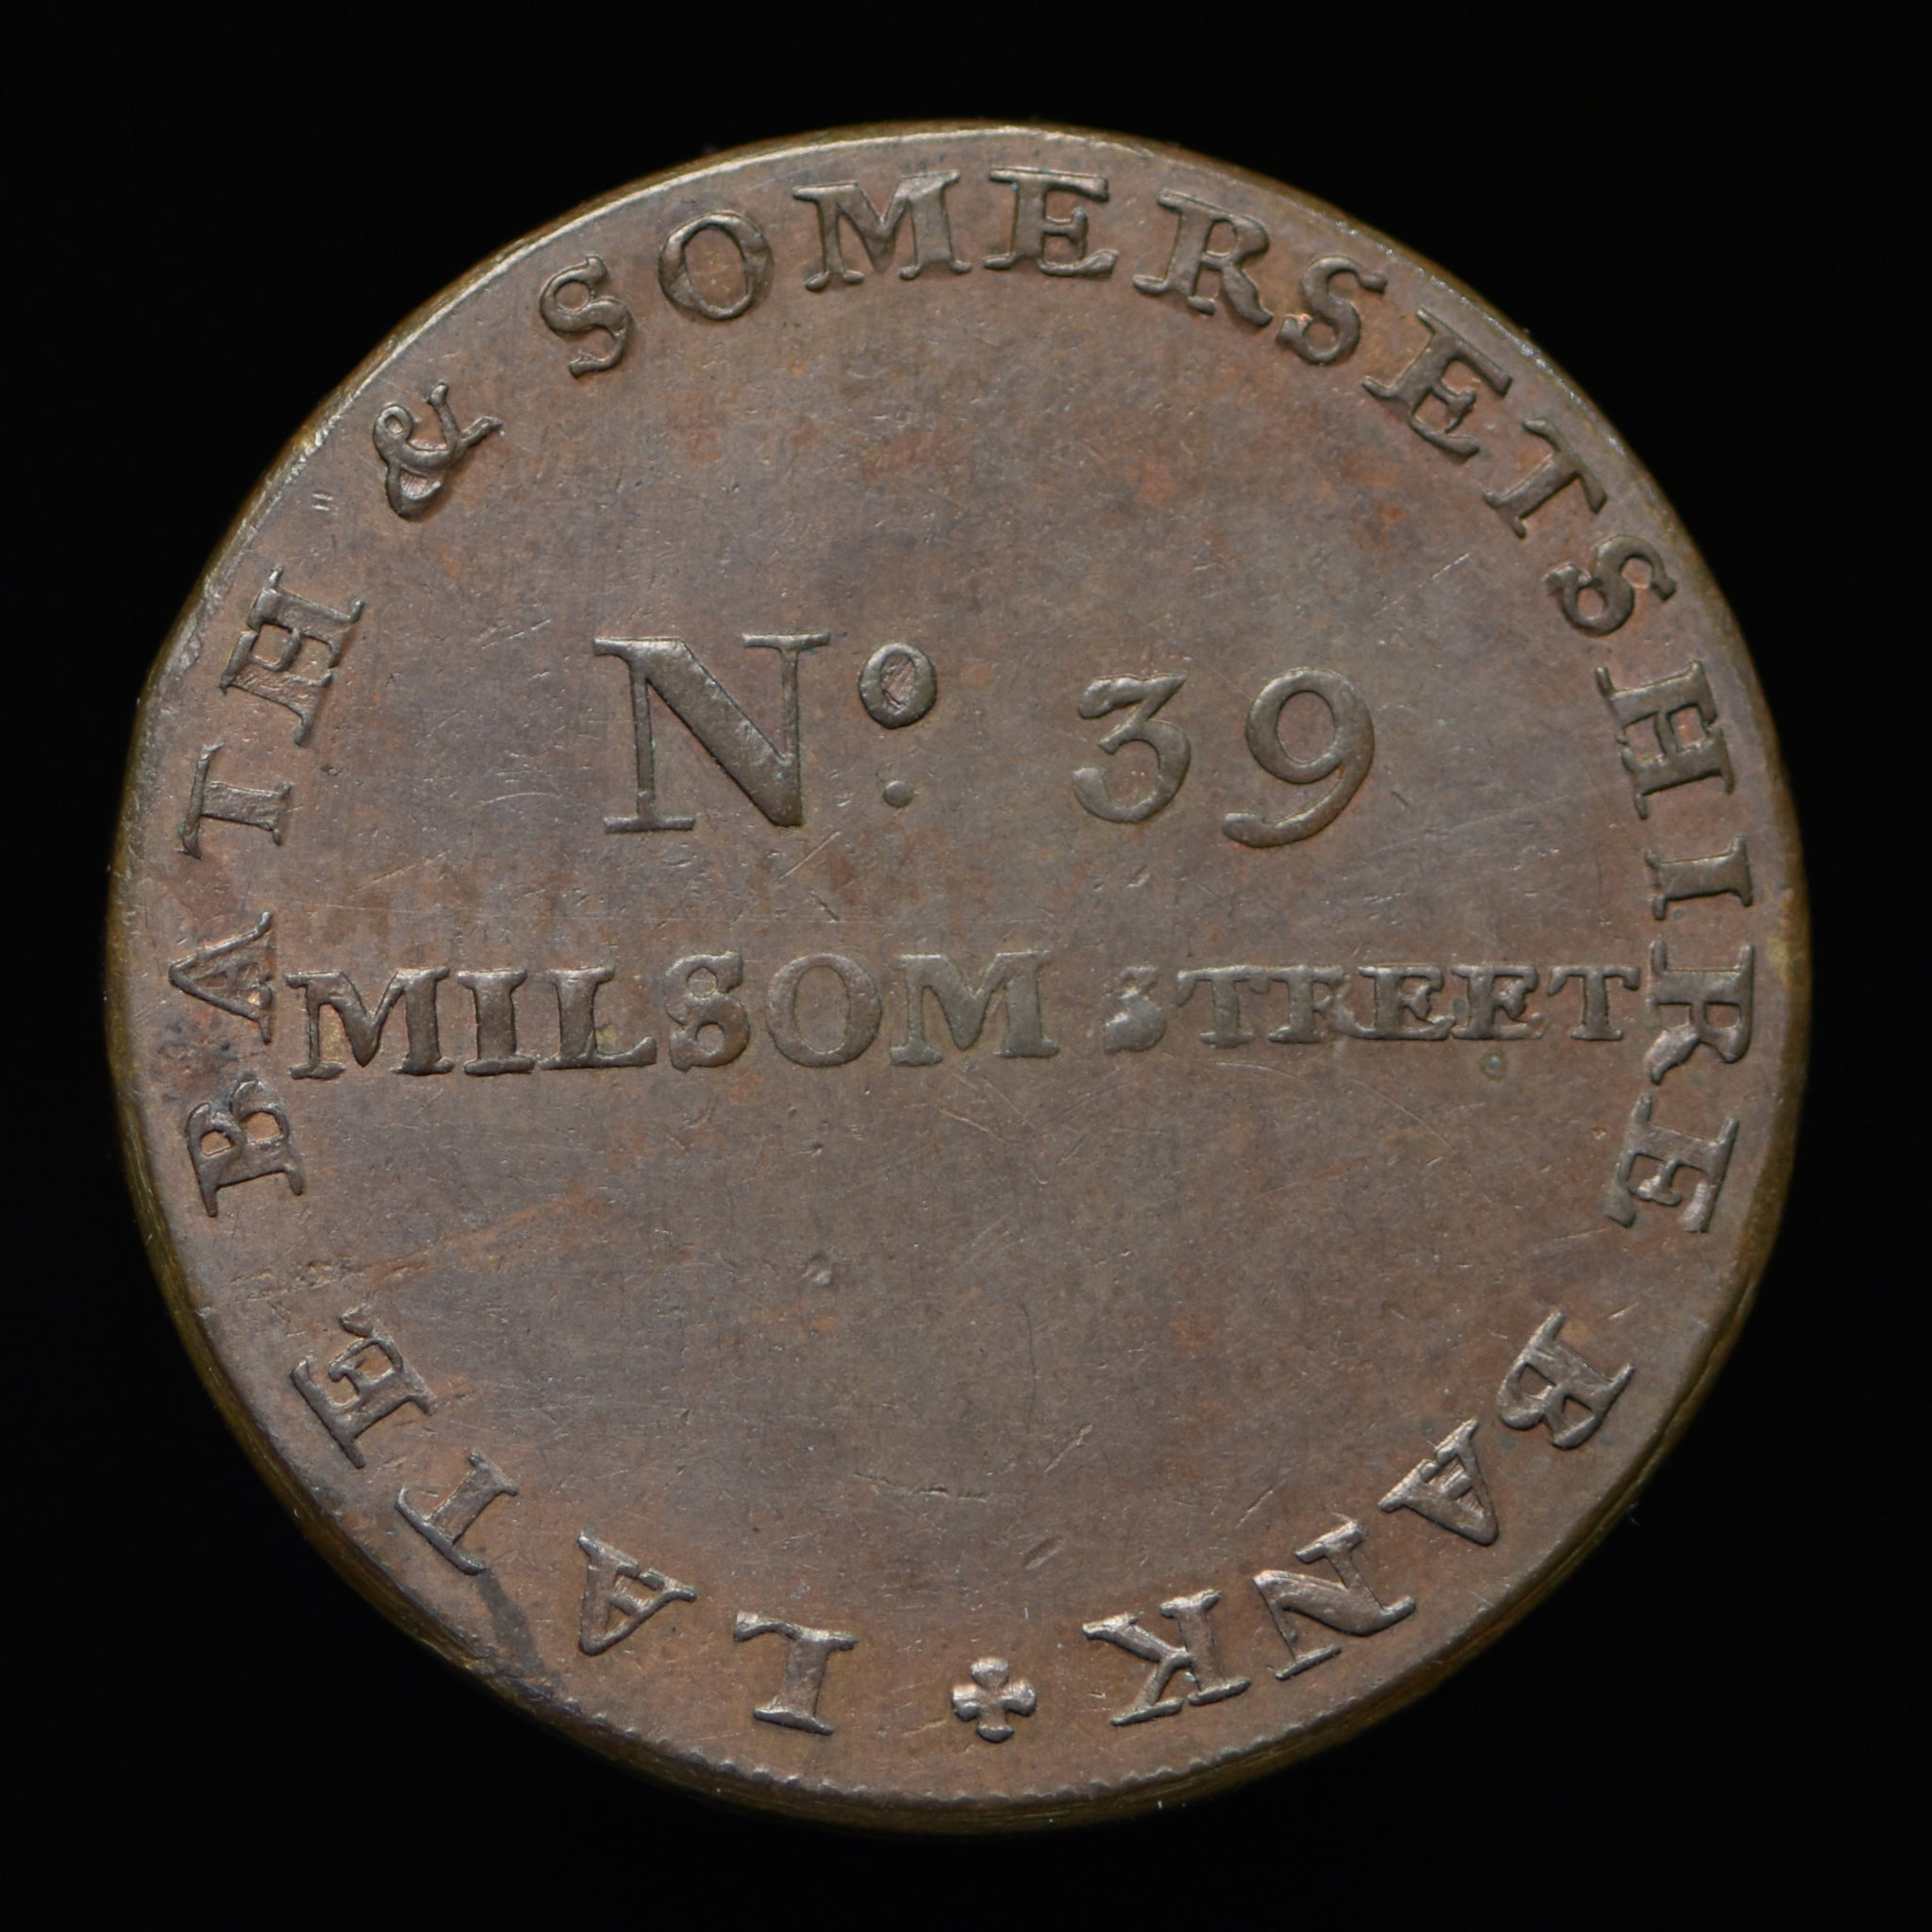 LATE BATH & SOMERSETSHIRE BANK
Nº. 39
MILSOM STREET